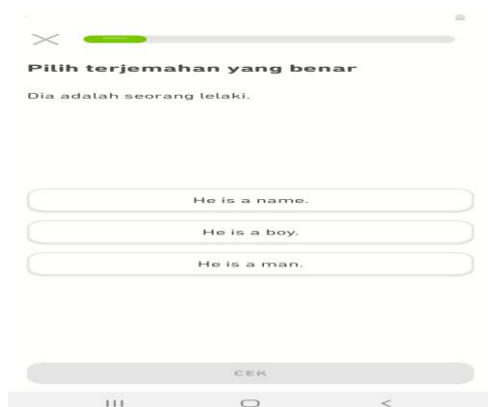 Pilih terjemahan yang benar
Dia adalah seorang lelaki.
He is a name.
He is a boy.
He is a man.
CEK